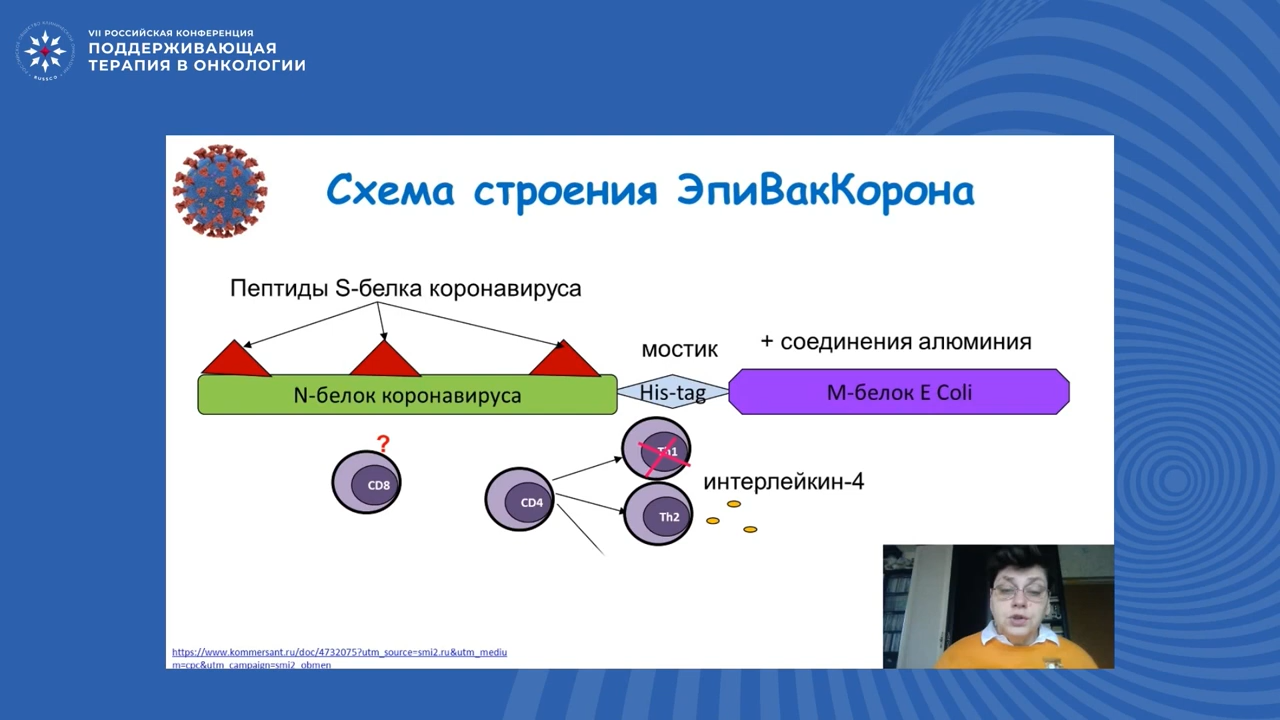 VII РОССИЙСКАЯ КОНФЕРЕНЦИЯ
ПОДДЕРЖИВАЮЩАЯ
ТЕРАПИЯ В ОНКОЛОГИИ
RUSSCO
Схема строения ЭпиВакКорона
Пептиды S-белка коронавируса
мостик
+ соединения алюминия
N-белок коронавируса
His-tag
М-белок E Coli
?
CD8
CD4
Th1
Th2
интерлейкин-4
https://www.kommersant.ru/doc/4732075?utm_source=smi2.ru&utm_mediu
m=cpc&utm_campaign=smi2_obmen